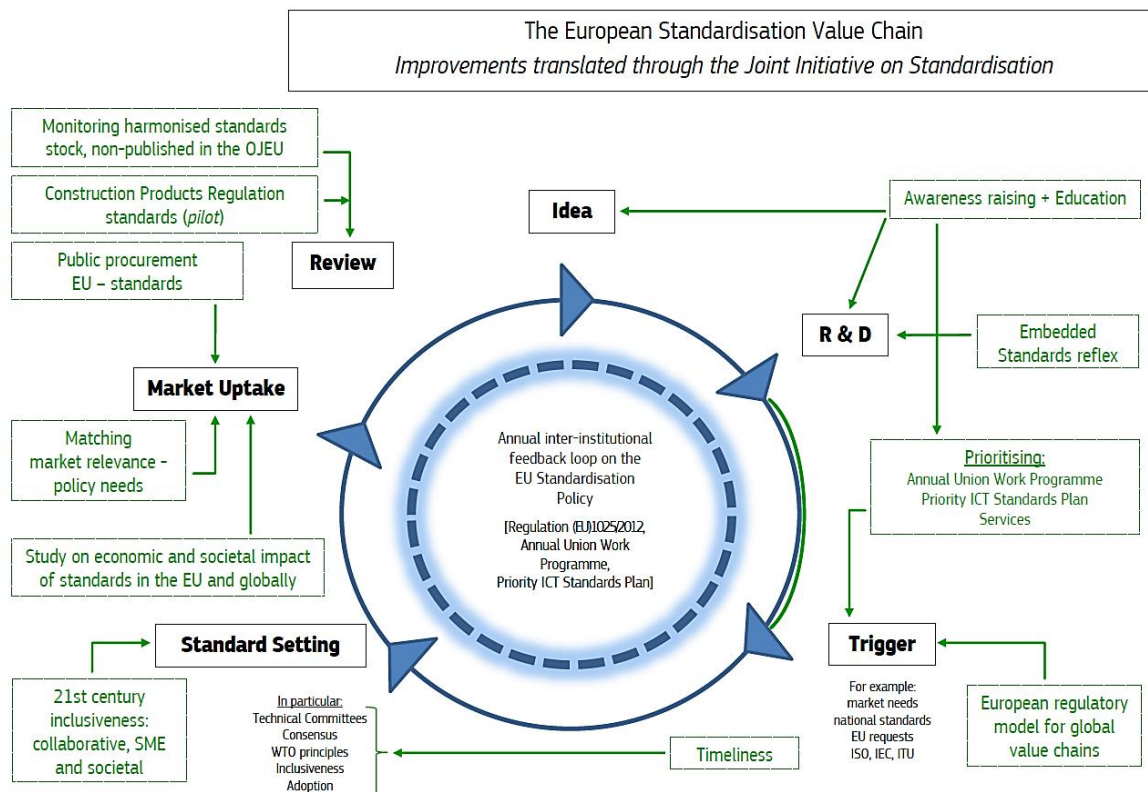 The European Standardisation Value Chain
Improvements translated through the Joint Initiative on Standardisation
Monitoring harmonised standards
stock, non-published in the OJEU
Construction Products Regulation
standards (pilot)
Public procurement
EU – standards
Review
Idea
Awareness raising + Education
R & D
Embedded
Standards reflex
Market Uptake
Matching
market relevance –
policy needs
Annual inter-institutional
feedback loop on the
EU Standardisation
Policy
[Regulation (EU)1025/2012,
Annual Union Work
Programme,
Priority ICT Standards Plan]
Prioritising:
Annual Union Work Programme
Priority ICT Standards Plan
Services
Study on economic and societal impact
of standards in the EU and globally
Standard Setting
Trigger
21st century
inclusiveness:
collaborative, SME
and societal
In particular:
Technical Committees
Consensus
WTO principles
Inclusiveness
Adoption
Timeliness
For example:
market needs
national standards
EU requests
ISO, IEC, ITU
European regulatory
model for global
value chains